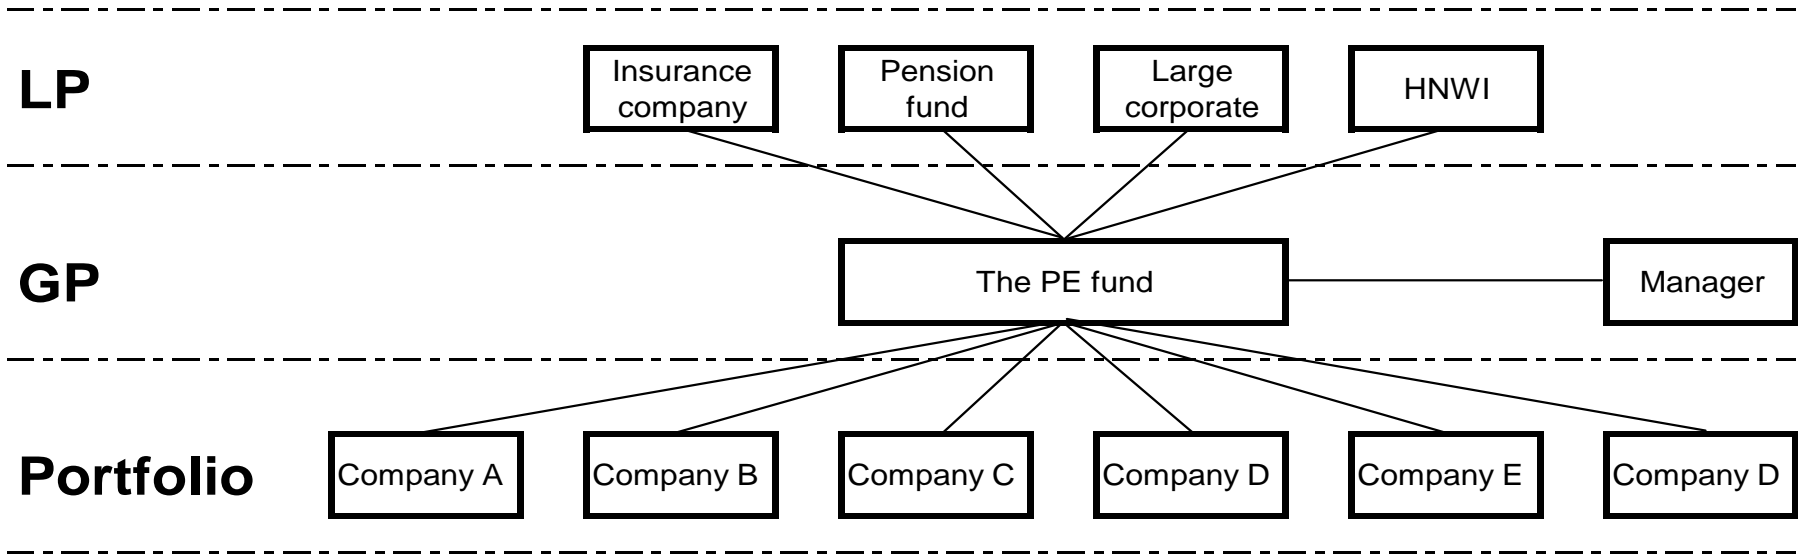 LP
Insurance
company
Pension
fund
Large
corporate
HNWI
GP
The PE fund
Manager
Portfolio
Company A
Company B
Company C
Company D
Company E
Company D